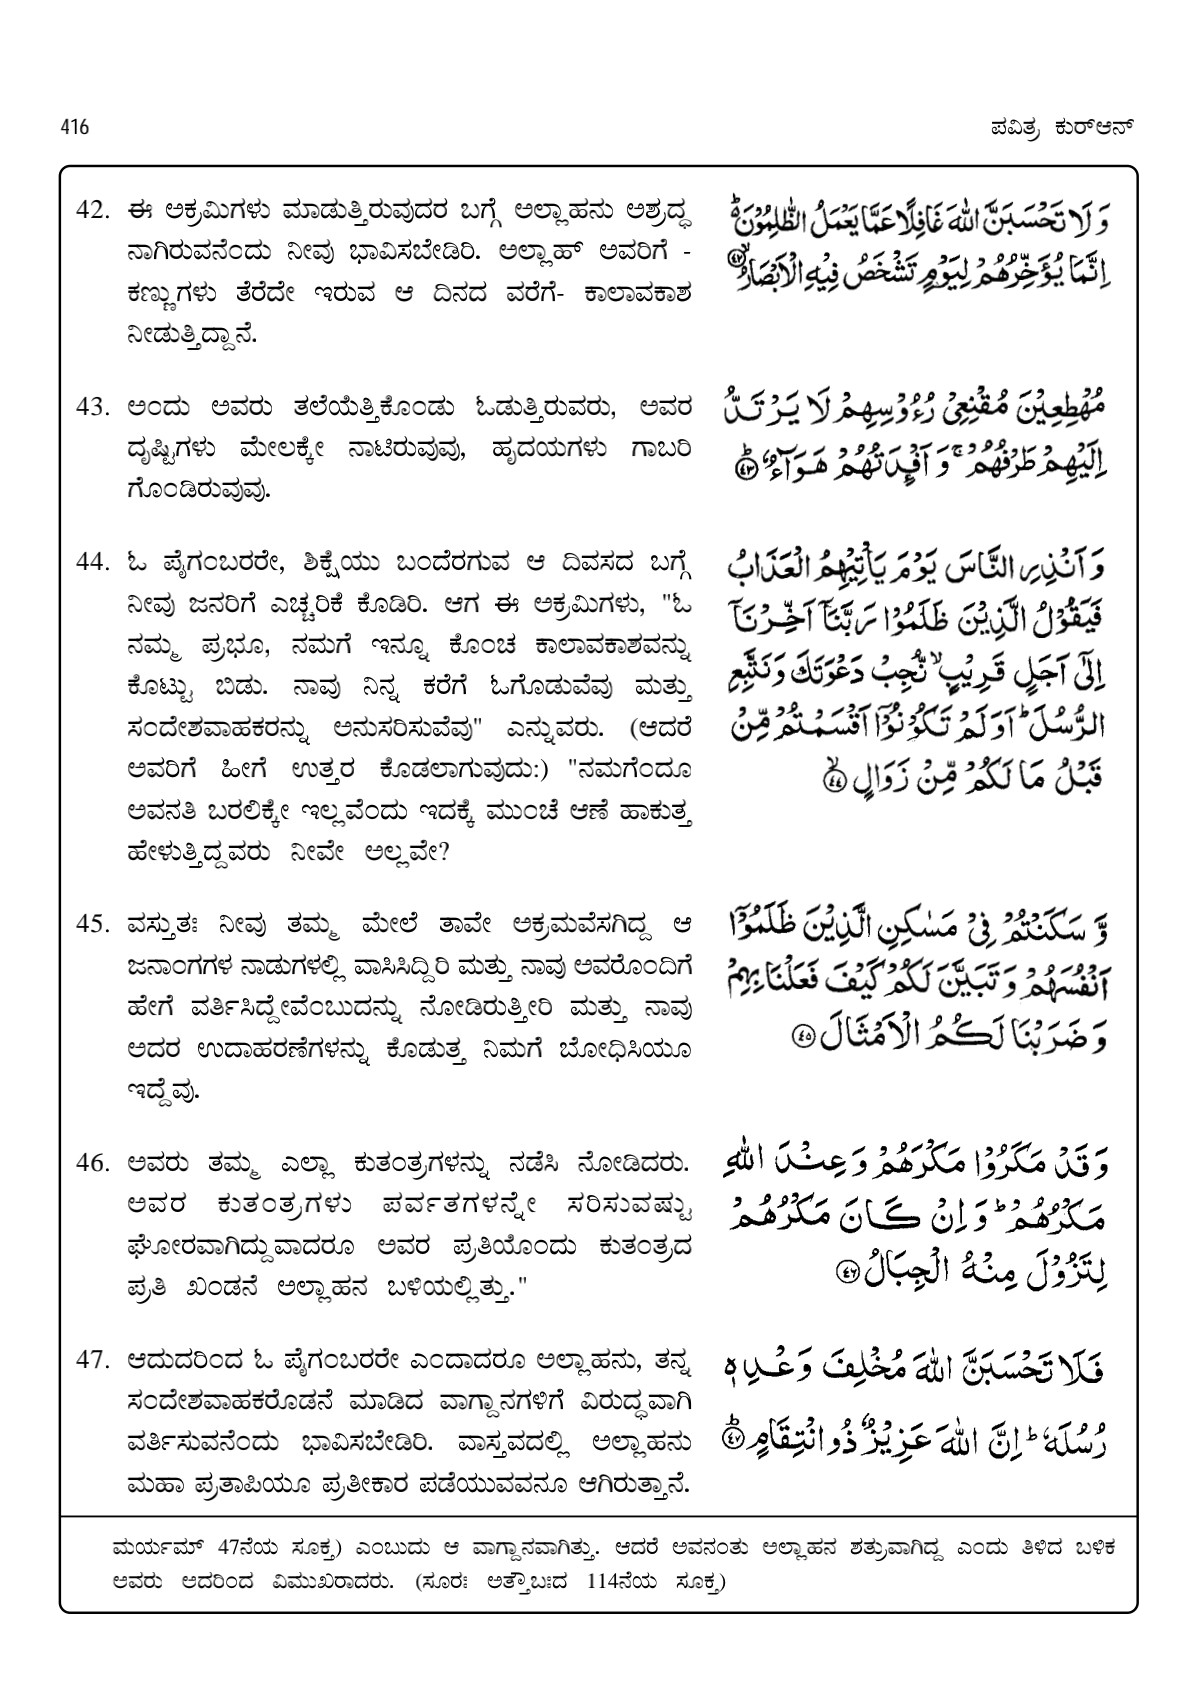 416
ಪವಿತ್ರ ಕುರ್‌ಆನ್
42. ಈ ಅಕ್ರಮಿಗಳು ಮಾಡುತ್ತಿರುವುದರ ಬಗ್ಗೆ ಅಲ್ಲಾಹನು ಅಶ್ರದ್ಧ
ನಾಗಿರುವನೆಂದು ನೀವು ಭಾವಿಸಬೇಡಿರಿ. ಅಲ್ಲಾಹ್ ಅವರಿಗೆ -
ಕಣ್ಣುಗಳು ತೆರೆದೇ ಇರುವ ಆ ದಿನದ ವರೆಗೆ- ಕಾಲಾವಕಾಶ
ನೀಡುತ್ತಿದ್ದಾನೆ.
وَلَا تَحْسَبَنَّ اللّٰهَ غَافِلًا عَمَّا يَعْمَلُ الظّٰلِمُوْنَ ۬ؕ
اِنَّمَا يُؤَخِّرُهُمْ لِيَوْمٍ تَشْخَصُ فِيْهِ الْاَبْصَارُ ۙ﴿۴۲﴾
43. ಅಂದು ಅವರು ತಲೆಯೆತ್ತಿಕೊಂಡು ಓಡುತ್ತಿರುವರು, ಅವರ
ದೃಷ್ಟಿಗಳು ಮೇಲಕ್ಕೇ ನಾಟಿರುವುವು, ಹೃದಯಗಳು ಗಾಬರಿ
ಗೊಂಡಿರುವುವು.
مُهْطِعِيْنَ مُقْنِعِيْ رُءُوْسِهِمْ لَا يَرْتَدُّ
اِلَيْهِمْ طَرْفُهُمْ ۚ وَاَفْـِٕدَتُهُمْ هَوَآءٌ ؕ﴿۴۳﴾
44. ಓ ಪೈಗಂಬರರೇ, ಶಿಕ್ಷೆಯು ಬಂದೆರಗುವ ಆ ದಿವಸದ ಬಗ್ಗೆ
ನೀವು ಜನರಿಗೆ ಎಚ್ಚರಿಕೆ ಕೊಡಿರಿ. ಆಗ ಈ ಅಕ್ರಮಿಗಳು, "ಓ
ನಮ್ಮ ಪ್ರಭೂ, ನಮಗೆ ಇನ್ನೂ ಕೊಂಚ ಕಾಲಾವಕಾಶವನ್ನು
ಕೊಟ್ಟು ಬಿಡು. ನಾವು ನಿನ್ನ ಕರೆಗೆ ಓಗೊಡುವೆವು ಮತ್ತು
ಸಂದೇಶವಾಹಕರನ್ನು ಅನುಸರಿಸುವೆವು" ಎನ್ನುವರು. (ಆದರೆ
ಅವರಿಗೆ ಹೀಗೆ ಉತ್ತರ ಕೊಡಲಾಗುವುದು:) "ನಮಗೆಂದೂ
ಅವನತಿ ಬರಲಿಕ್ಕೇ ಇಲ್ಲವೆಂದು ಇದಕ್ಕೆ ಮುಂಚೆ ಆಣೆ ಹಾಕುತ್ತ
ಹೇಳುತ್ತಿದ್ದವರು ನೀವೇ ಅಲ್ಲವೇ?
وَاَنْذِرِ النَّاسَ يَوْمَ يَاْتِيْهِمُ الْعَذَابُ
فَيَقُوْلُ الَّذِيْنَ ظَلَمُوْا رَبَّنَاۤ اَخِّرْنَاۤ
اِلٰۤى اَجَلٍ قَرِيْبٍ ۙ نُّجِبْ دَعْوَتَكَ وَنَتَّبِعِ
الرُّسُلَ ؕ اَوَلَمْ تَكُوْنُوْۤا اَقْسَمْتُمْ مِّنْ
قَبْلُ مَا لَكُمْ مِّنْ زَوَالٍ ۙ﴿۴۴﴾
45. ವಸ್ತುತಃ ನೀವು ತಮ್ಮ ಮೇಲೆ ತಾವೇ ಅಕ್ರಮವೆಸಗಿದ್ದ ಆ
ಜನಾಂಗಗಳ ನಾಡುಗಳಲ್ಲಿ ವಾಸಿಸಿದ್ದಿರಿ ಮತ್ತು ನಾವು ಅವರೊಂದಿಗೆ
ಹೇಗೆ ವರ್ತಿಸಿದ್ದೇವೆಂಬುದನ್ನು ನೋಡಿರುತ್ತೀರಿ ಮತ್ತು ನಾವು
ಅದರ ಉದಾಹರಣೆಗಳನ್ನು ಕೊಡುತ್ತ ನಿಮಗೆ ಬೋಧಿಸಿಯೂ
ಇದ್ದೆವು.
وَّسَكَنْتُمْ فِيْ مَسٰكِنِ الَّذِيْنَ ظَلَمُوْۤا
اَنْفُسَهُمْ وَتَبَيَّنَ لَكُمْ كَيْفَ فَعَلْنَا بِهِمْ
وَضَرَبْنَا لَكُمُ الْاَمْثَالَ ﴿۴۵﴾
46. ಅವರು ತಮ್ಮ ಎಲ್ಲಾ ಕುತಂತ್ರಗಳನ್ನು ನಡೆಸಿ ನೋಡಿದರು.
ಅವರ ಕುತಂತ್ರಗಳು ಪರ್ವತಗಳನ್ನೇ ಸರಿಸುವಷ್ಟು
ಘೋರವಾಗಿದ್ದುವಾದರೂ ಅವರ ಪ್ರತಿಯೊಂದು ಕುತಂತ್ರದ
ಪ್ರತಿ ಖಂಡನೆ ಅಲ್ಲಾಹನ ಬಳಿಯಲ್ಲಿತ್ತು."
وَقَدْ مَكَرُوْا مَكْرَهُمْ وَعِنْدَ اللّٰهِ
مَكْرُهُمْ ؕ وَاِنْ كَانَ مَكْرُهُمْ
لِتَزُوْلَ مِنْهُ الْجِبَالُ ﴿۴۶﴾
47. ಆದುದರಿಂದ ಓ ಪೈಗಂಬರರೇ ಎಂದಾದರೂ ಅಲ್ಲಾಹನು, ತನ್ನ
ಸಂದೇಶವಾಹಕರೊಡನೆ ಮಾಡಿದ ವಾಗ್ದಾನಗಳಿಗೆ ವಿರುದ್ಧವಾಗಿ
ವರ್ತಿಸುವನೆಂದು ಭಾವಿಸಬೇಡಿರಿ. ವಾಸ್ತವದಲ್ಲಿ ಅಲ್ಲಾಹನು
ಮಹಾ ಪ್ರತಾಪಿಯೂ ಪ್ರತೀಕಾರ ಪಡೆಯುವವನೂ ಆಗಿರುತ್ತಾನೆ.
فَلَا تَحْسَبَنَّ اللّٰهَ مُخْلِفَ وَعْدِهٖ
رُسُلَهٗ ؕ اِنَّ اللّٰهَ عَزِيْزٌ ذُو انْتِقَامٍ ؕ﴿۴۷﴾
ಮರ್ಯಮ್ 47ನೆಯ ಸೂಕ್ತ) ಎಂಬುದು ಆ ವಾಗ್ದಾನವಾಗಿತ್ತು. ಆದರೆ ಅವನಂತು ಅಲ್ಲಾಹನ ಶತ್ರುವಾಗಿದ್ದ ಎಂದು ತಿಳಿದ ಬಳಿಕ
ಅವರು ಅದರಿಂದ ವಿಮುಖರಾದರು. (ಸೂರಃ ಅತ್ತೌಬಃದ 114ನೆಯ ಸೂಕ್ತ)